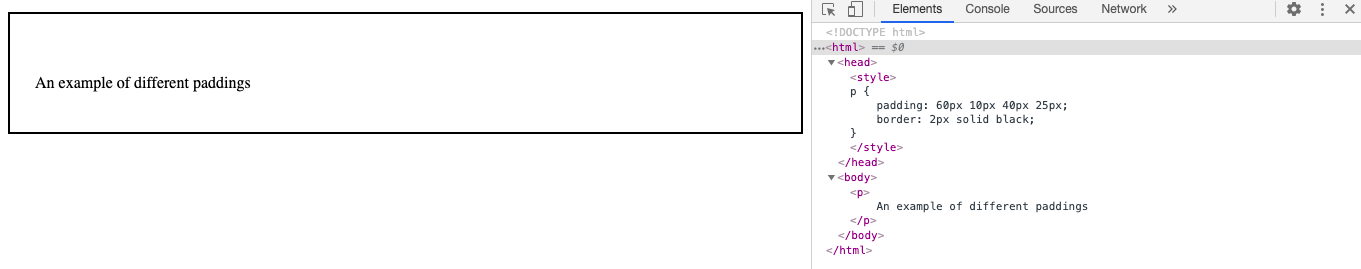 An example of different paddings
Elements Console Sources Network »
<!DOCTYPE html>
…<html> == $0
▼<head>
<style>
p {
padding: 60px 10px 40px 25px;
border: 2px solid black;
}
</style>
</head>
▼<body>
<p>
An example of different paddings
</p>
</body>
</html>